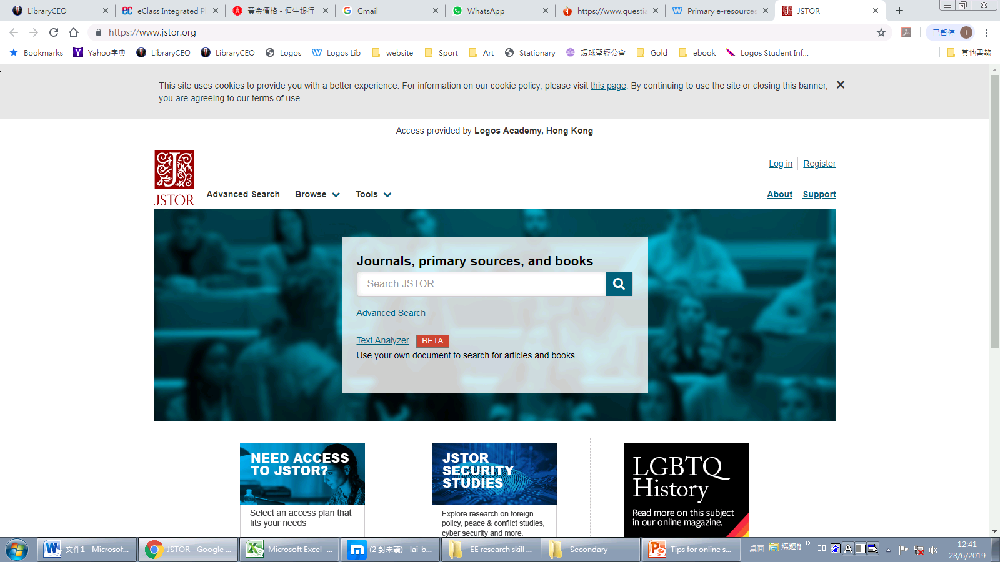 LibraryCEO
eClass Integrated Pl
黃金價格 - 恒生銀行
Gmail
WhatsApp
https://www.questia
Primary e-resources
JSTOR
https://www.jstor.org
已暫停
I
Bookmarks
Yahoo字典
LibraryCEO
LibraryCEO
Logos
Logos Lib
website
Sport
Art
Stationary
環球聖經公會
Gold
ebook
Logos Student Inf...
其他書籤
This site uses cookies to provide you with a better experience. For information on our cookie policy, please visit this page. By continuing to use the site or closing this banner,
you are agreeing to our terms of use.
Access provided by Logos Academy, Hong Kong
JSTOR
Log in
Register
Advanced Search
Browse
Tools
About
Support
Journals, primary sources, and books
Search JSTOR
Advanced Search
Text Analyzer
BETA
Use your own document to search for articles and books
NEED ACCESS
TO JSTOR?
Select an access plan that
fits your needs
JSTOR
SECURITY
STUDIES
Explore research on foreign
policy, peace & conflict studies,
cyber security and more.
LGBTQ
History
Read more on this subject
in our online magazine.
文件1 - Microsof...
JSTOR - Google ...
Microsoft Excel -...
(2 封未讀) - lai_b...
EE research skill ...
Secondary
Tips for online s...
桌面
媒體櫃
CH
A
12:41
28/6/2019